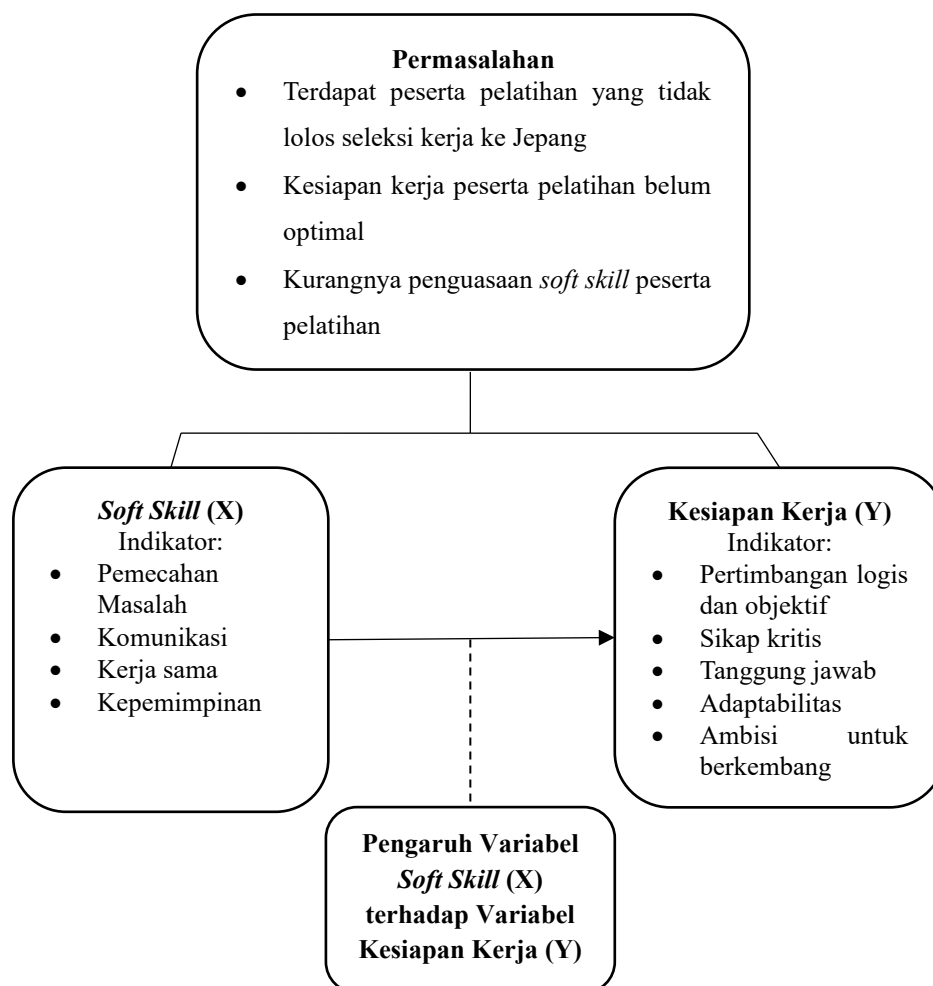 Permasalahan
• Terdapat peserta pelatihan yang tidak
lolos seleksi kerja ke Jepang
• Kesiapan kerja peserta pelatihan belum
optimal
• Kurangnya penguasaan soft skill peserta
pelatihan
Soft Skill (X)
Indikator:
• Pemecahan
Masalah
• Komunikasi
• Kerja sama
• Kepemimpinan
Kesiapan Kerja (Y)
Indikator:
• Pertimbangan logis
dan objektif
• Sikap kritis
• Tanggung jawab
• Adaptabilitas
• Ambisi untuk
berkembang
Pengaruh Variabel
Soft Skill (X)
terhadap Variabel
Kesiapan Kerja (Y)